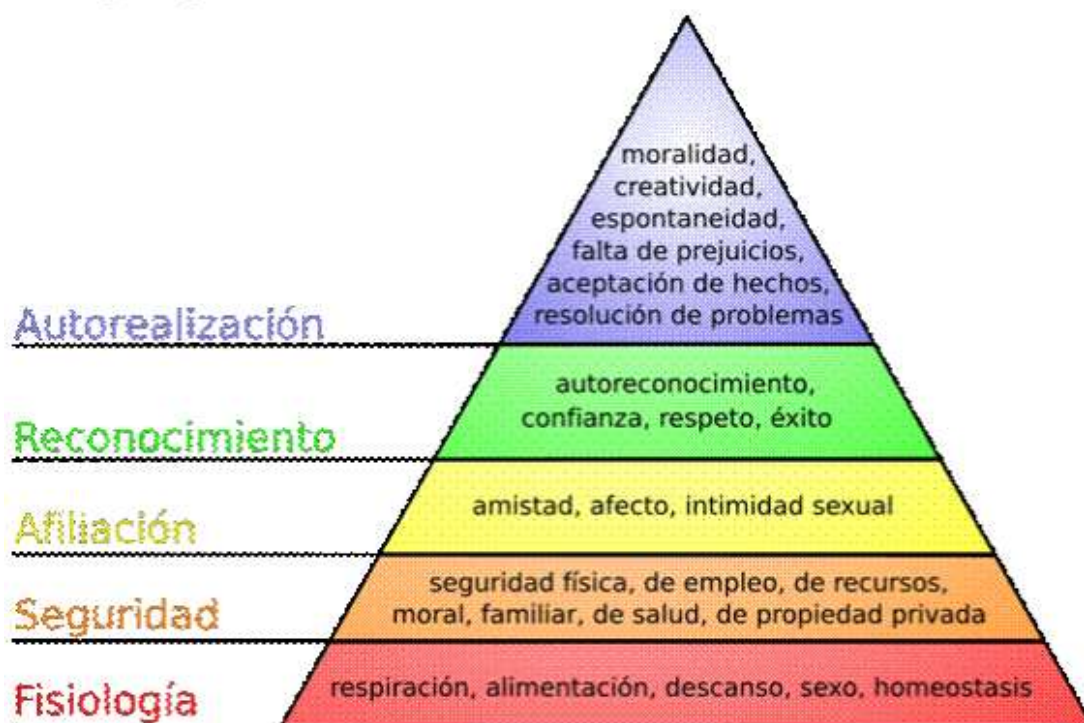 moralidad,
creatividad,
espontaneidad,
falta de prejuicios,
aceptación de hechos,
resolución de problemas
Autorealización
autoreconocimiento,
confianza, respeto, éxito
Reconocimiento
amistad, afecto, intimidad sexual
Afiliación
seguridad física, de empleo, de recursos,
moral, familiar, de salud, de propiedad privada
Seguridad
respiración, alimentación, descanso, sexo, homeostasis
Fisiología